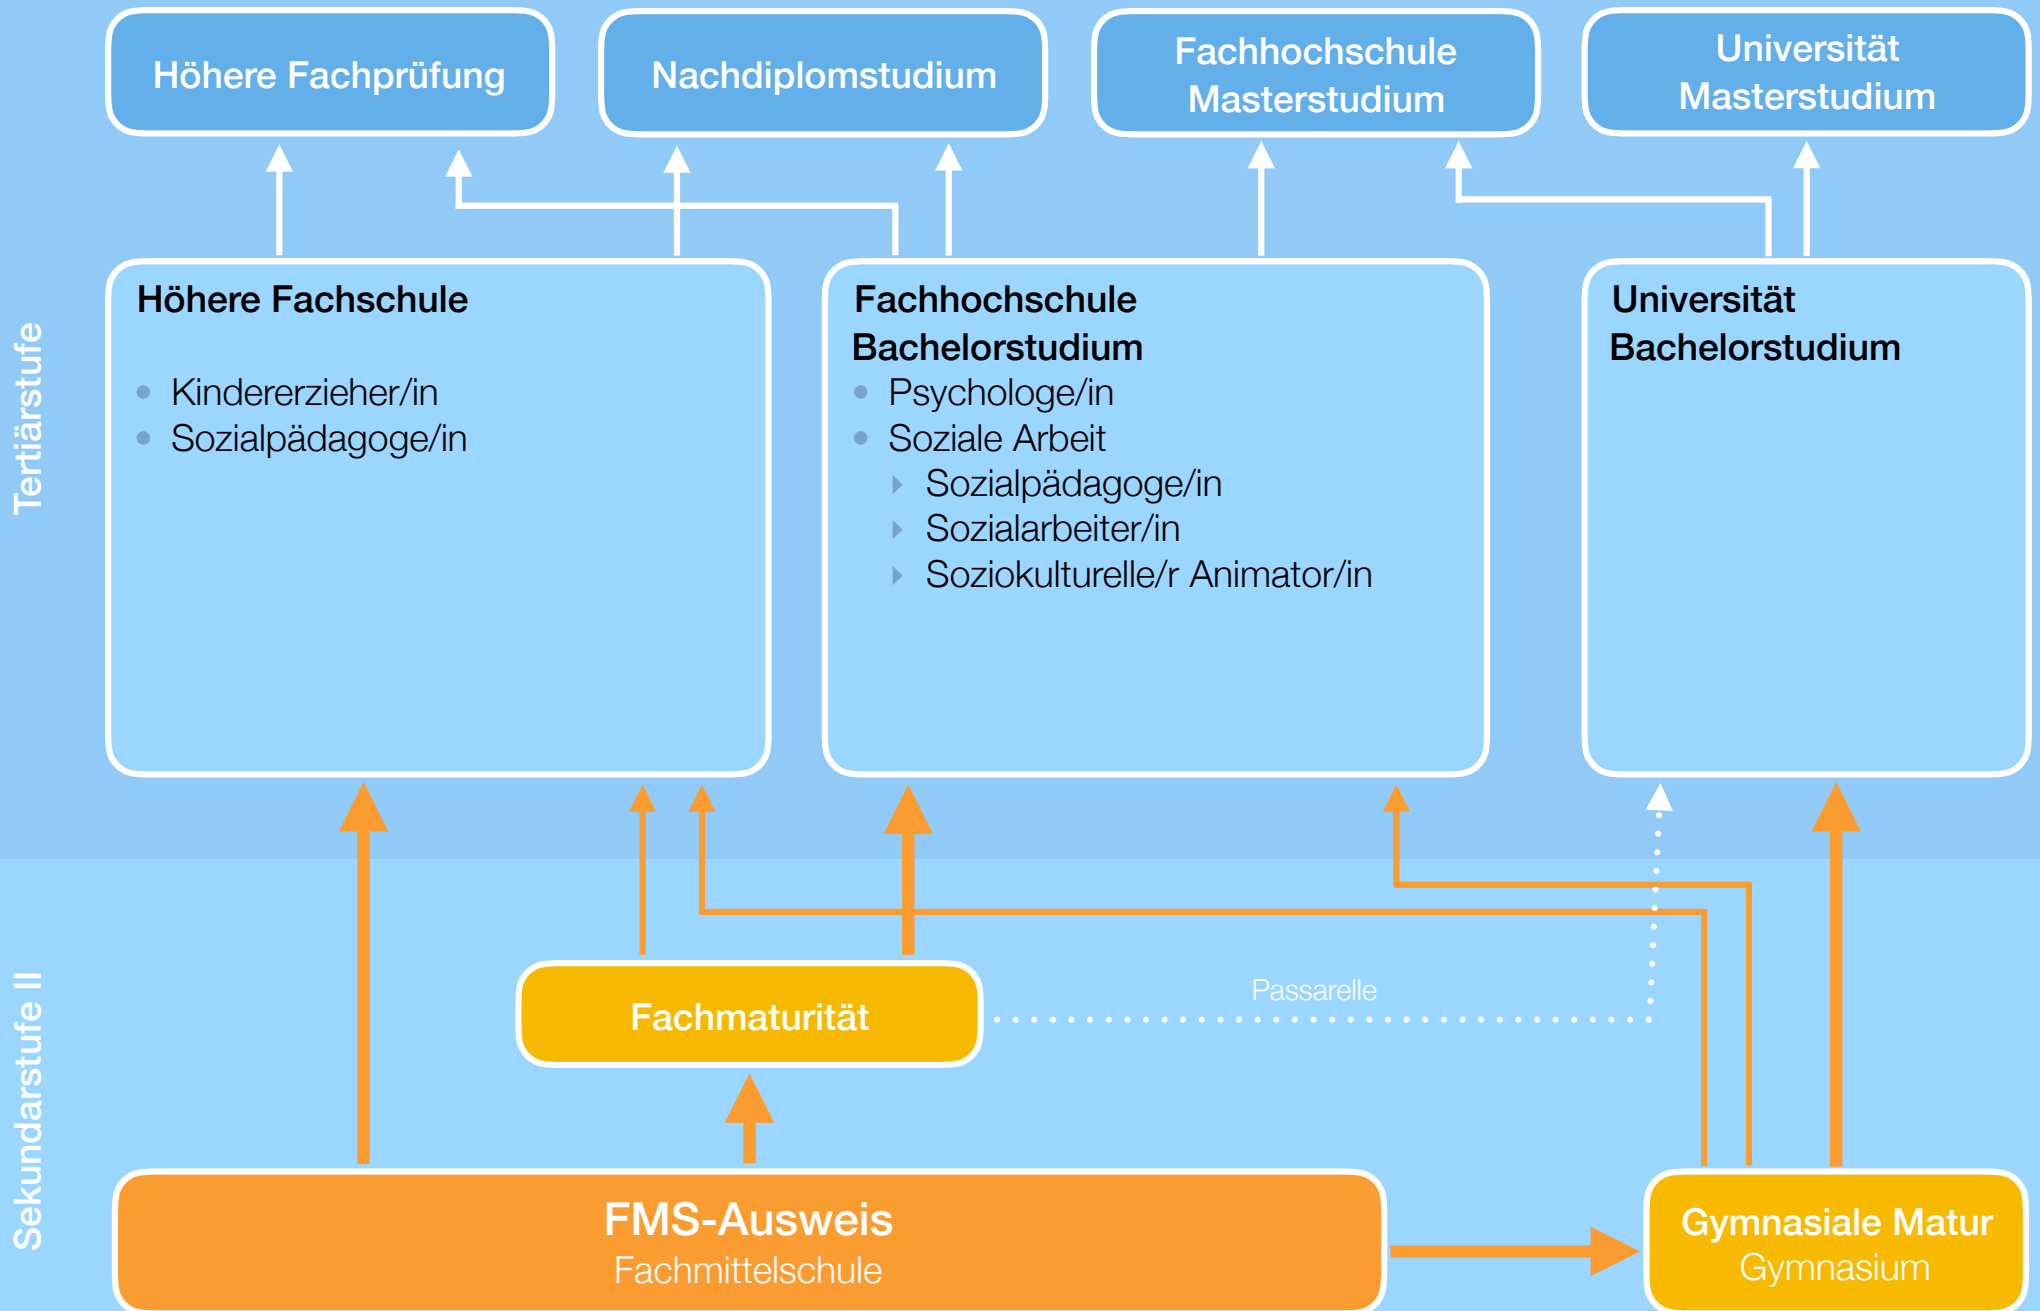 Höhere Fachprüfung
Nachdiplomstudium
Fachhochschule
Masterstudium
Universität
Masterstudium
Tertiärstufe
Höhere Fachschule
Kindererzieher/in
Sozialpädagoge/in
Fachhochschule
Bachelorstudium
Psychologe/in
Soziale Arbeit
Sozialpädagoge/in
Sozialarbeiter/in
Soziokulturelle/r Animator/in
Universität
Bachelorstudium
Sekundarstufe II
Fachmaturität
Passarelle
FMS-Ausweis
Fachmittelschule
Gymnasiale Matur
Gymnasium